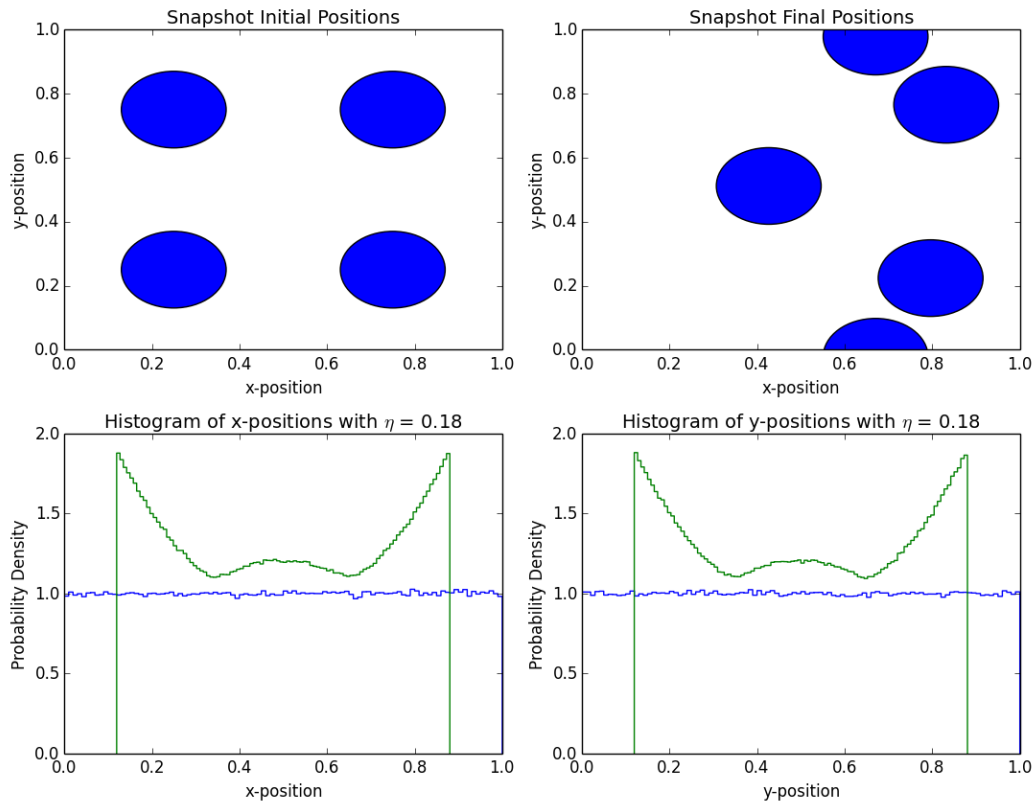 Snapshot Initial Positions
1.0
0.8
0.6
0.4
0.2
0.0
y-position
0.0 0.2 0.4 0.6 0.8 1.0
x-position
Snapshot Final Positions
1.0
0.8
0.6
0.4
0.2
0.0
y-position
0.0 0.2 0.4 0.6 0.8 1.0
x-position
Histogram of x-positions with η = 0.18
2.0
1.5
1.0
0.5
0.0
Probability Density
0.0 0.2 0.4 0.6 0.8 1.0
x-position
Histogram of y-positions with η = 0.18
2.0
1.5
1.0
0.5
0.0
Probability Density
0.0 0.2 0.4 0.6 0.8 1.0
y-position